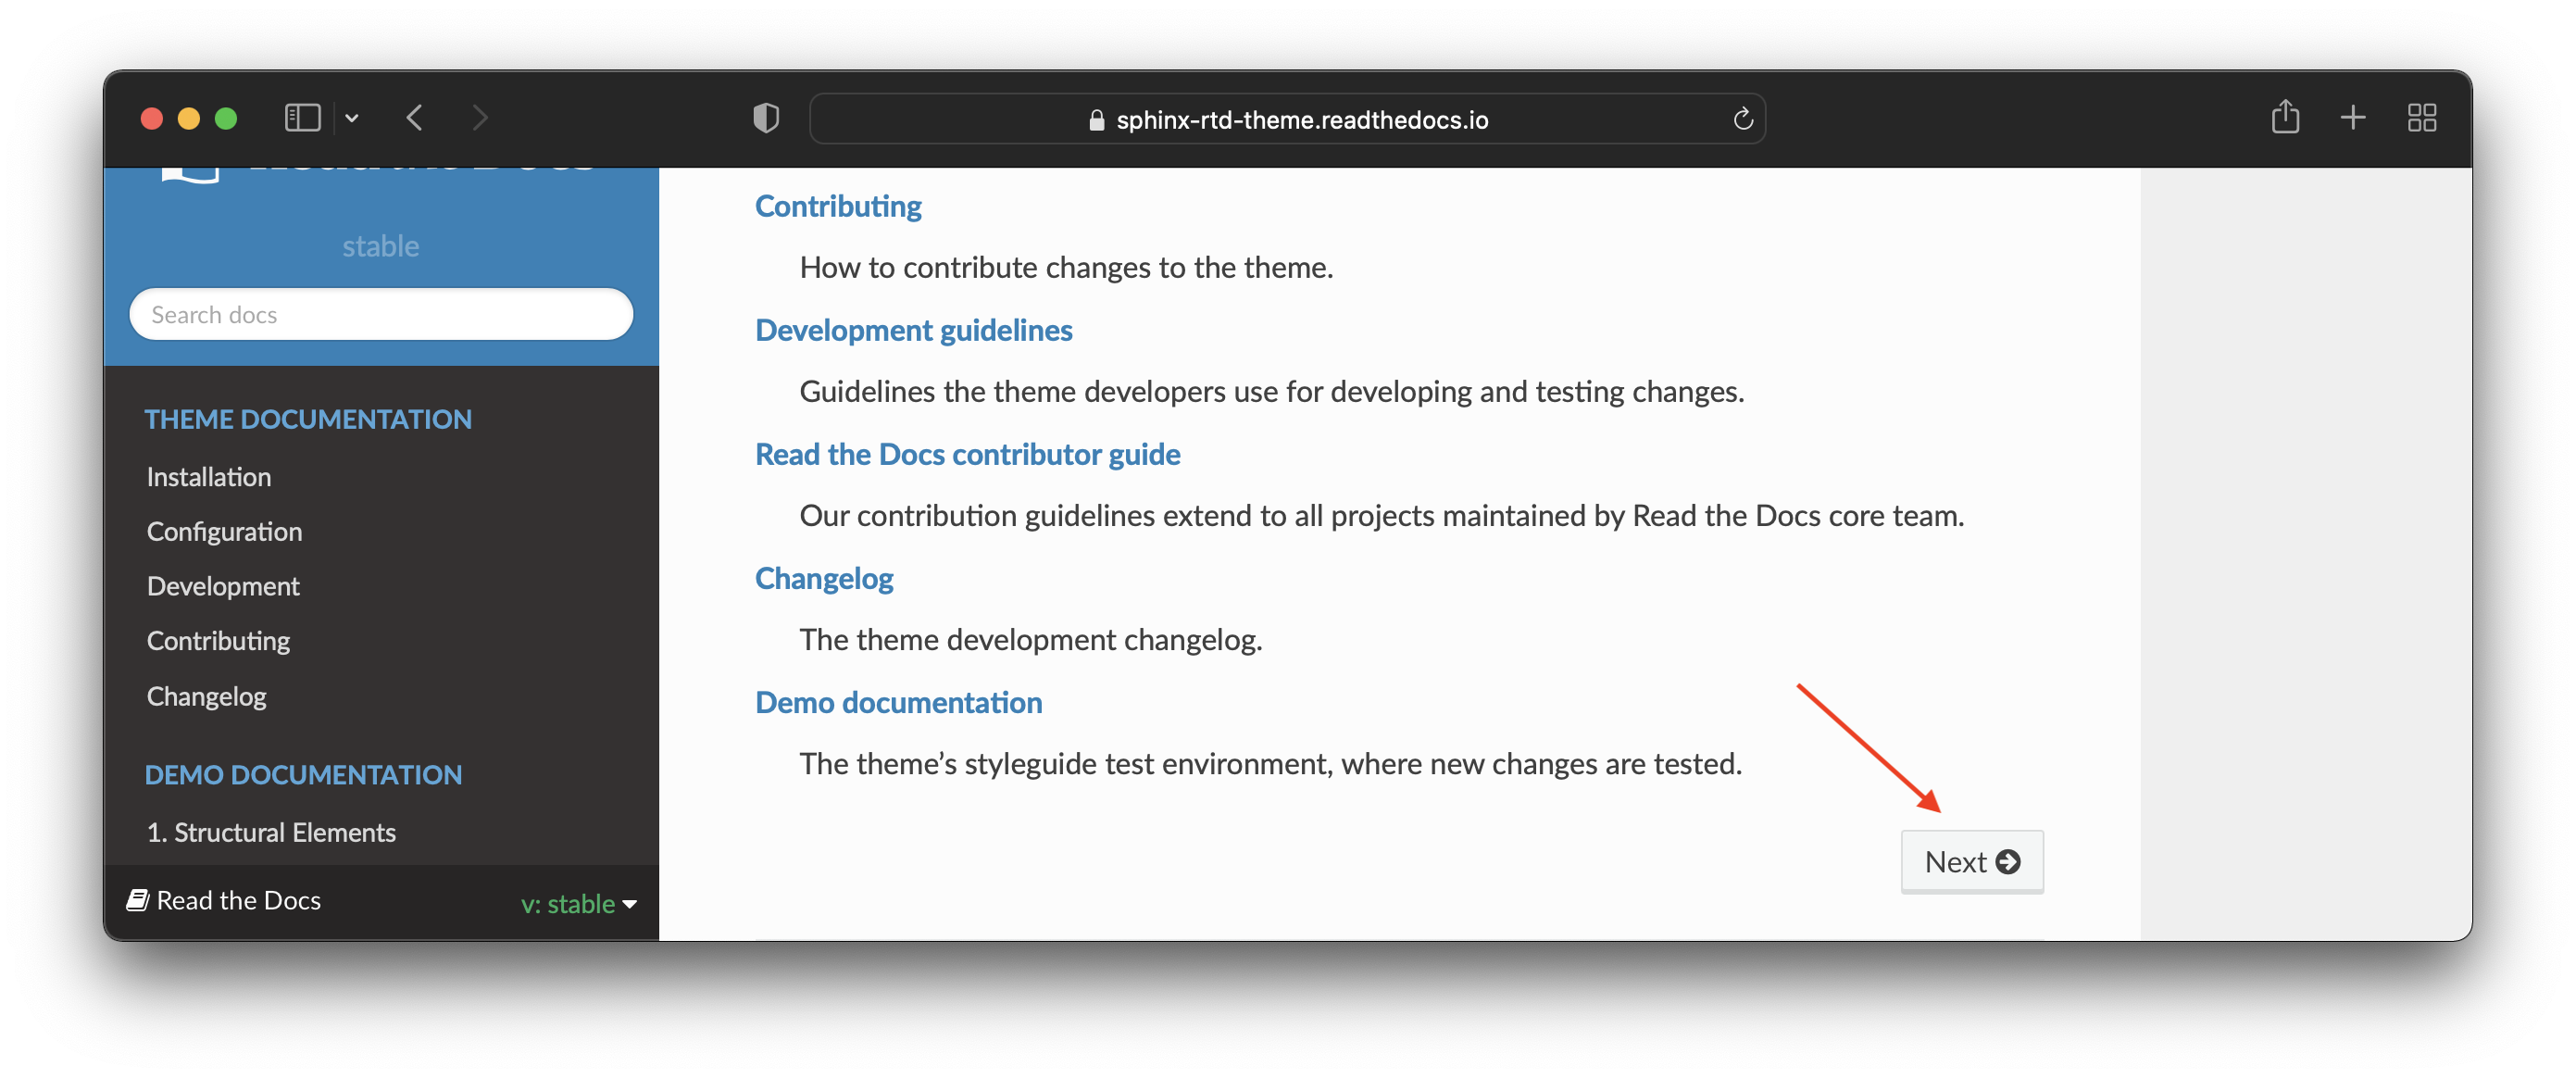 sphinx-rtd-theme.readthedocs.io
stable
Search docs
THEME DOCUMENTATION
Installation
Configuration
Development
Contributing
Changelog
DEMO DOCUMENTATION
1. Structural Elements
Read the Docs
v: stable
Contributing
How to contribute changes to the theme.
Development guidelines
Guidelines the theme developers use for developing and testing changes.
Read the Docs contributor guide
Our contribution guidelines extend to all projects maintained by Read the Docs core team.
Changelog
The theme development changelog.
Demo documentation
The theme’s styleguide test environment, where new changes are tested.
Next